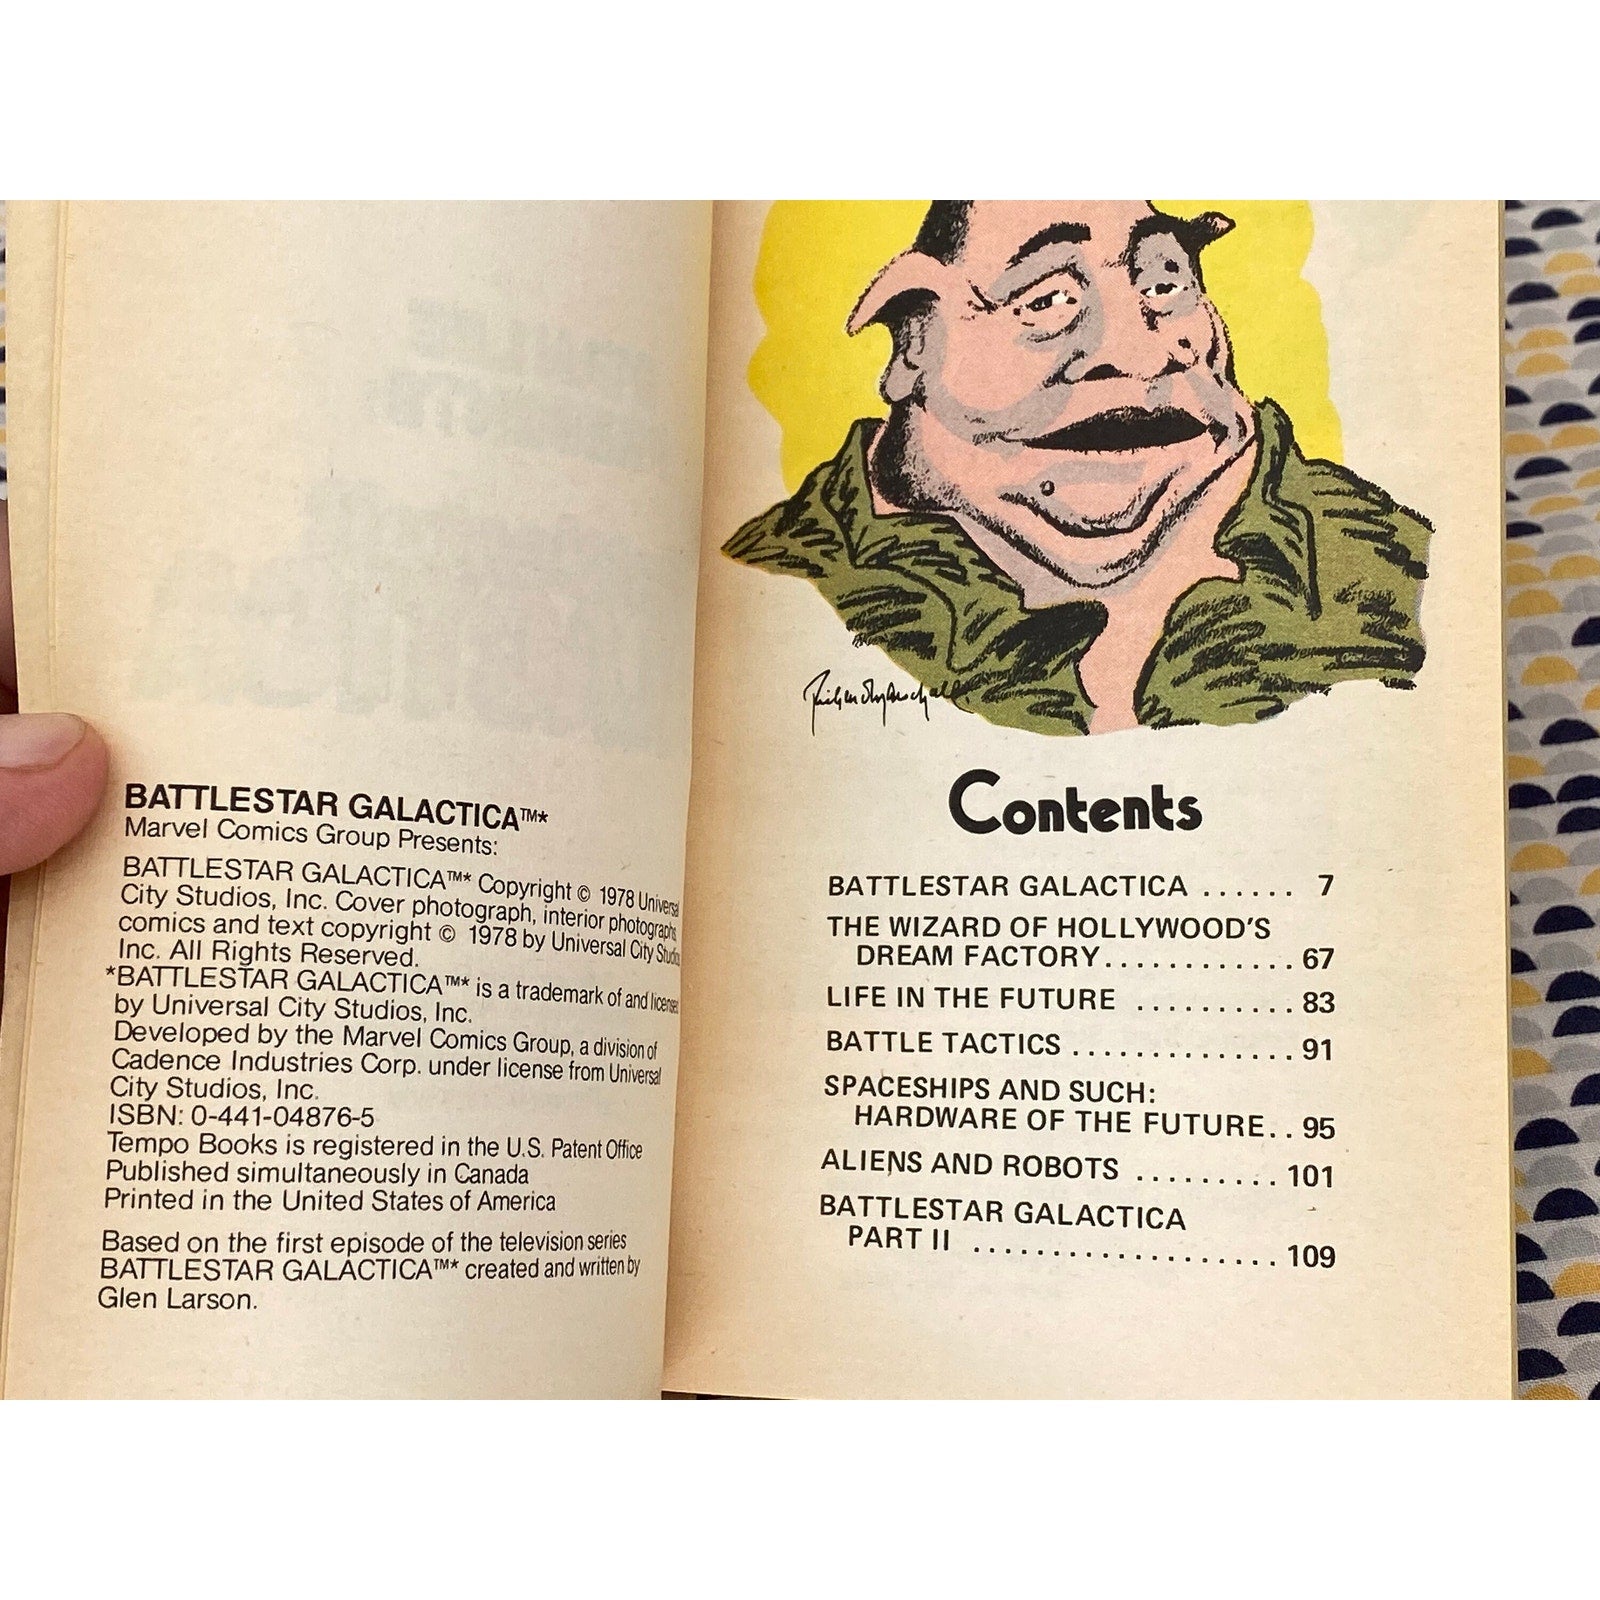 BATTLESTAR GALACTICA™*
Marvel Comics Group Presents:
BATTLESTAR GALACTICA™* Copyright © 1978
City Studios, Inc. Cover photograph, interior photographs,
comics and text copyright © 1978 by Universal City
Inc. All Rights Reserved.
*BATTLESTAR GALACTICA™* is a trademark of and
by Universal City Studios, Inc.
Developed by the Marvel Comics Group, a division of
Cadence Industries Corp. under license from Universal
City Studios, Inc.
ISBN: 0-441-04876-5
Tempo Books is registered in the U.S. Patent Office
Published simultaneously in Canada
Printed in the United States of America
Based on the first episode of the television series
BATTLESTAR GALACTICA™* created and written by
Glen Larson.
Contents
BATTLESTAR GALACTICA ...... 7
THE WIZARD OF HOLLYWOOD'S
DREAM FACTORY............ 67
LIFE IN THE FUTURE .......... 83
BATTLE TACTICS .............. 91
SPACESHIPS AND SUCH:
HARDWARE OF THE FUTURE.. 95
ALIENS AND ROBOTS ......... 101
BATTLESTAR GALACTICA
PART II ................... 109